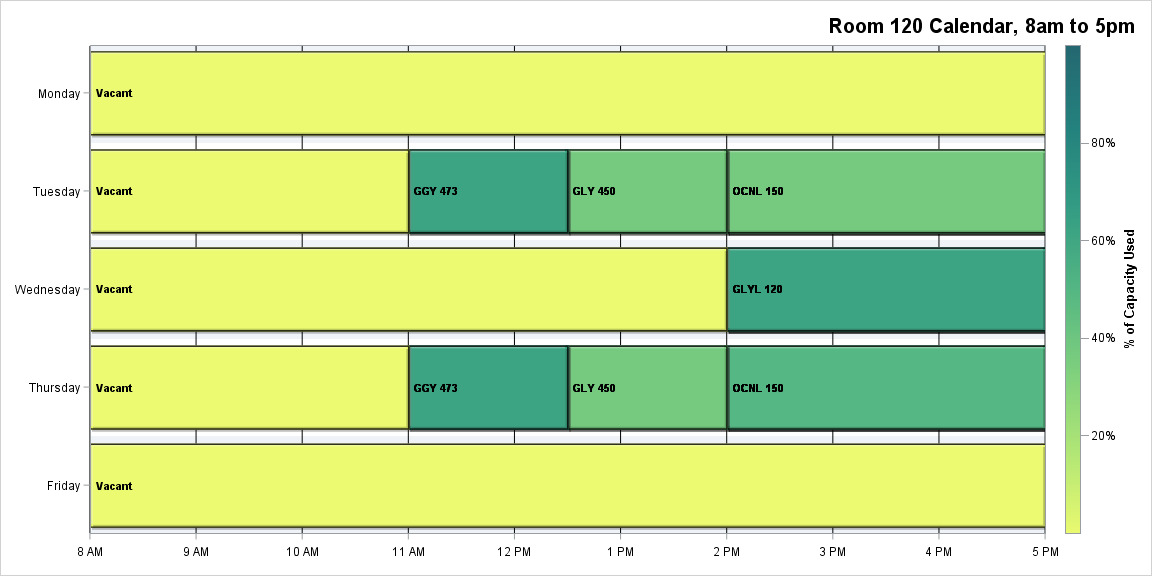 Room 120 Calendar, 8am to 5pm
Monday
Vacant
Tuesday
Vacant
GGY 473
GLY 450
OCNL 150
Wednesday
Vacant
GLYL 120
Thursday
Vacant
GGY 473
GLY 450
OCNL 150
Friday
Vacant
8 AM
9 AM
10 AM
11 AM
12 PM
1 PM
2 PM
3 PM
4 PM
5 PM
80%
60%
40%
20%
% of Capacity Used